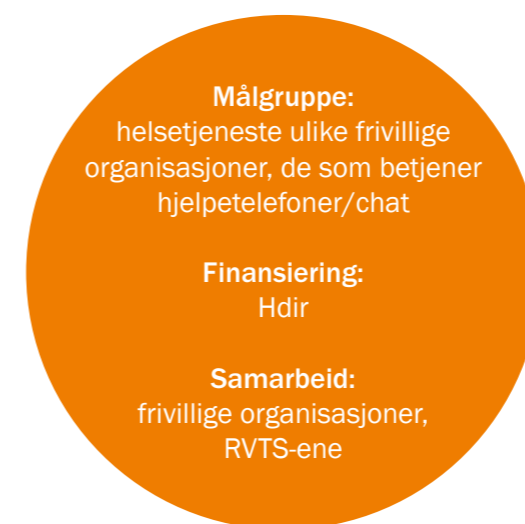 Målgruppe:
helsetjeneste ulike frivillige
organisasjoner, de som betjener
hjelpetelefoner/chat
Finansiering:
Hdir
Samarbeid:
frivillige organisasjoner,
RVTS-ene